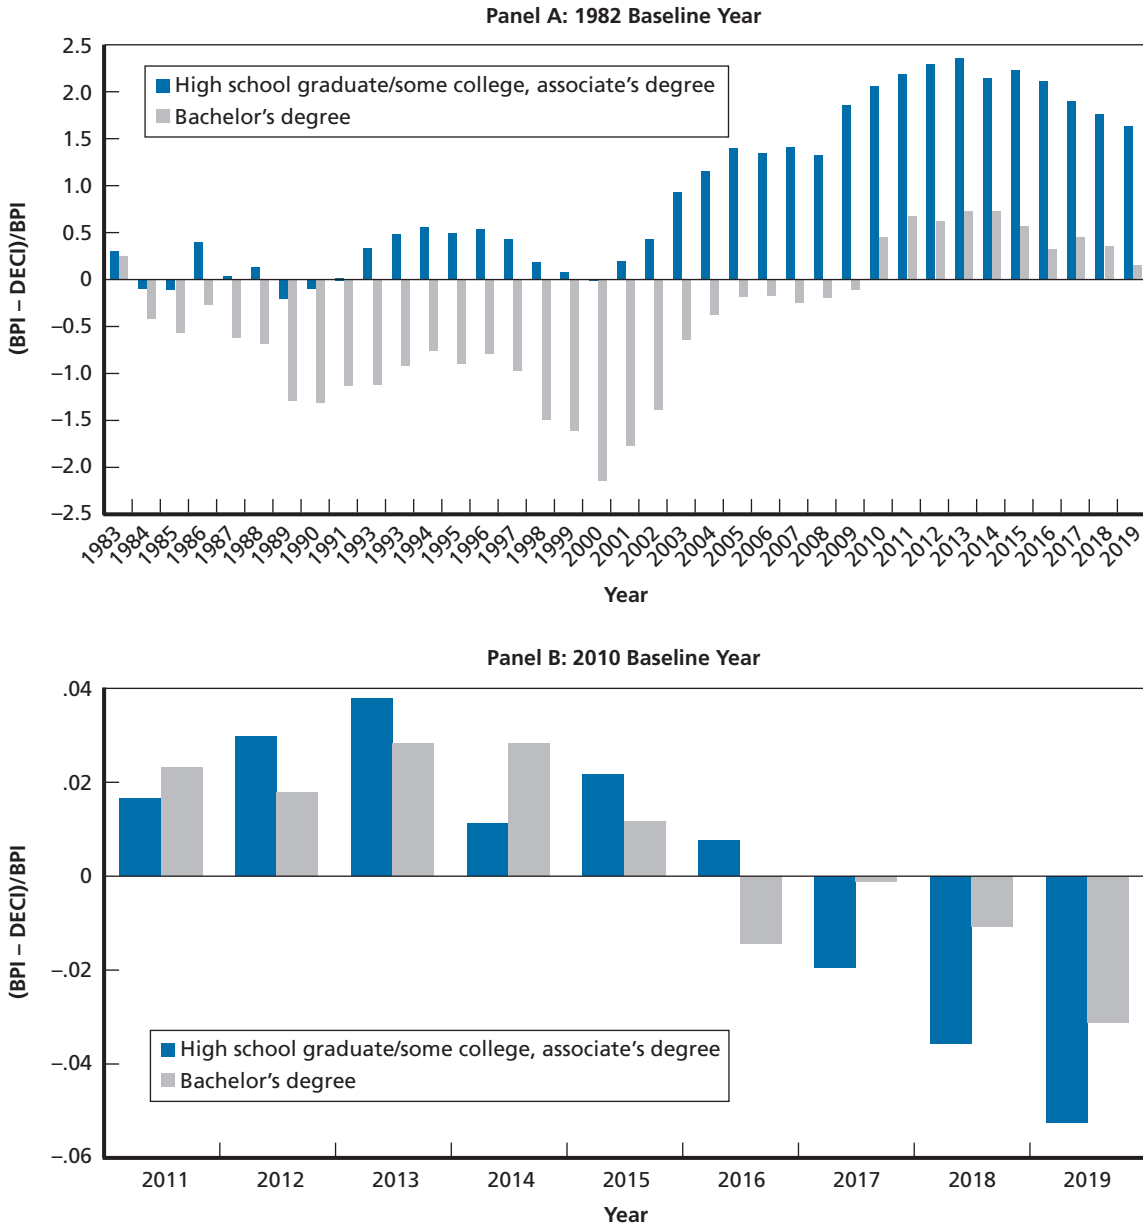 Panel A: 1982 Baseline Year
2.5
2.0
1.5
1.0
0.5
0
–0.5
–1.0
–1.5
–2.0
–2.5
(BPI – DECI)/BPI
High school graduate/some college, associate's degree
Bachelor's degree
1983 1984 1985 1986 1987 1988 1989 1990 1991 1993 1993 1994 1995 1996 1997 1998 1999 2000 2001 2002 2003 2004 2005 2006 2007 2008 2009 2010 2011 2012 2013 2014 2015 2016 2017 2018 2019
Year
Panel B: 2010 Baseline Year
.04
.02
0
–.02
–.04
–.06
(BPI – DECI)/BPI
High school graduate/some college, associate's degree
Bachelor's degree
2011 2012 2013 2014 2015 2016 2017 2018 2019
Year